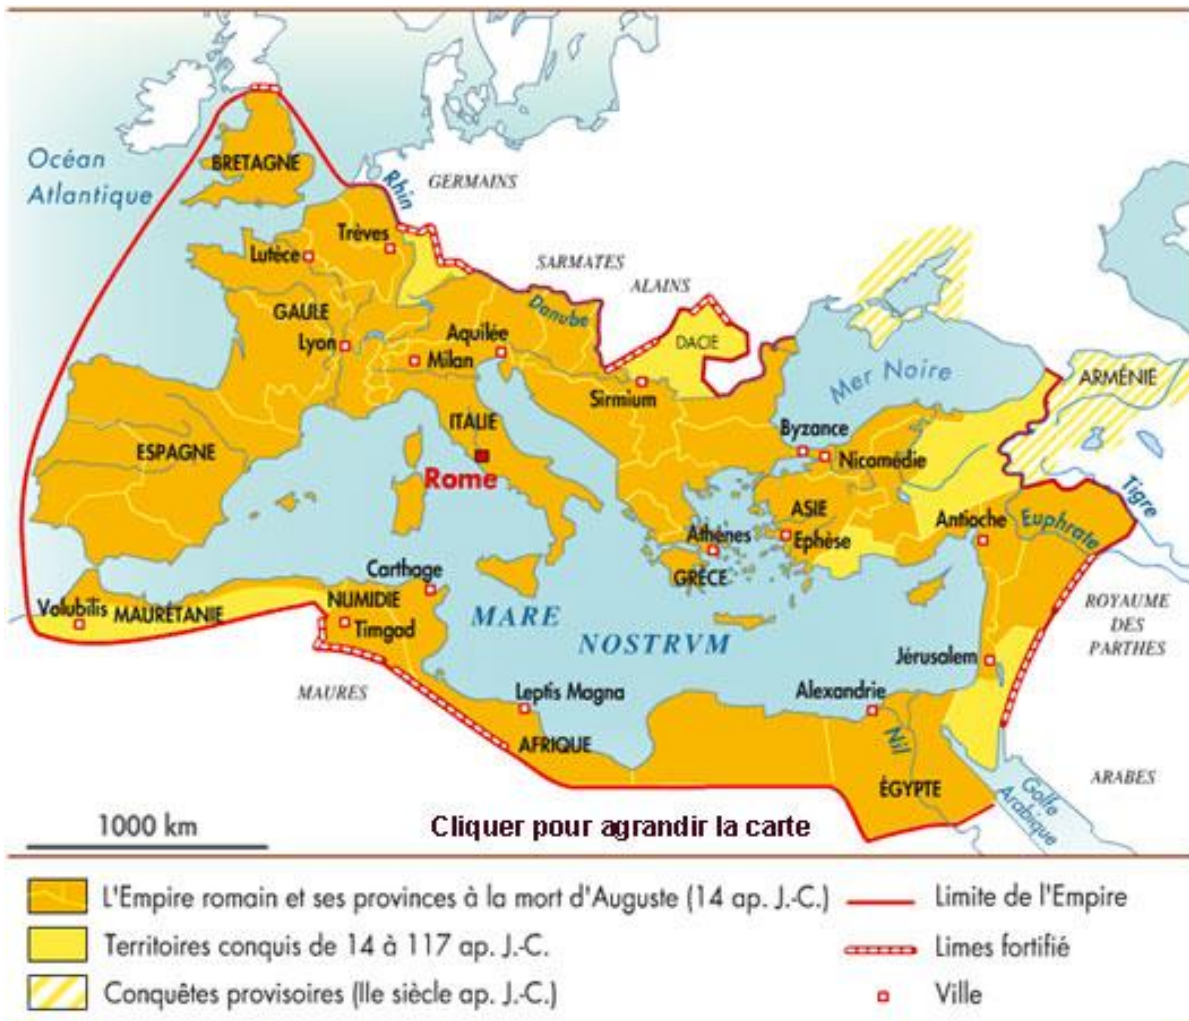 Océan
Atlantique
BRETAGNE
Rhin
GERMAINS
Trèves
Lutèce
SARMATES
ALAINS
GAULE
Lyon
Aquilée
Milan
Danube
DACIE
Sirmium
Mer Noire
ARMÉNIE
ESPAGNE
ITALIE
Rome
Byzance
Nicomédie
Tigre
ASIE
Antioche
Euphrate
Athènes
Ephèse
GRÈCE
Carthage
Volubilis
MAURÉTANIE
NUMIDIE
Timgad
MARE
NOSTRVM
ROYAUME
DES
PARTHES
Jérusalem
MAURES
Leptis Magna
Alexandrie
AFRIQUE
Nil
ÉGYPTE
ARABES
Golfe
Arabique
1000 km
Cliquer pour agrandir la carte
L'Empire romain et ses provinces à la mort d'Auguste (14 ap. J.-C.)
Limite de l'Empire
Territoires conquis de 14 à 117 ap. J.-C.
Limes fortifié
Conquêtes provisoires (IIe siècle ap. J.-C.)
Ville